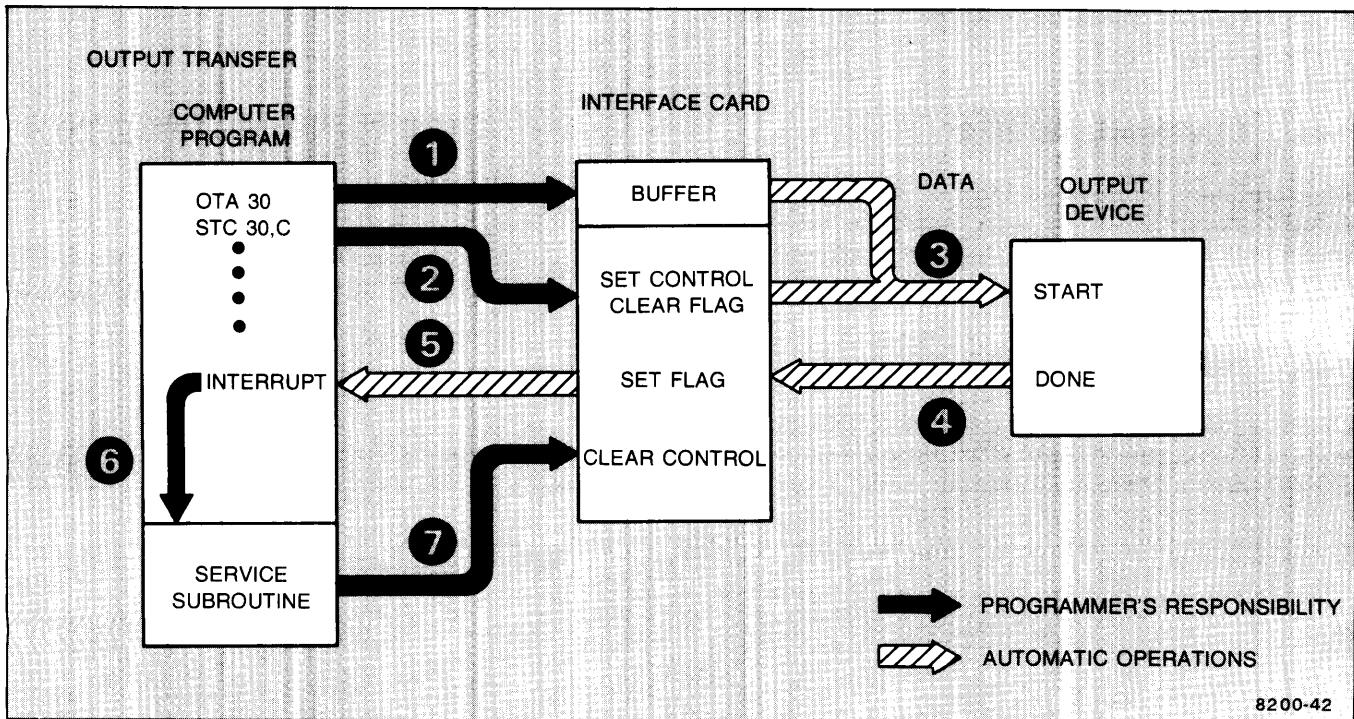 OUTPUT TRANSFER
COMPUTER
PROGRAM
OTA 30
STC 30,C
INTERRUPT
SERVICE
SUBROUTINE
1
2
5
6
7
INTERFACE CARD
BUFFER
SET CONTROL
CLEAR FLAG
SET FLAG
CLEAR CONTROL
DATA
3
4
OUTPUT
DEVICE
START
DONE
PROGRAMMER'S RESPONSIBILITY
AUTOMATIC OPERATIONS
8200-42